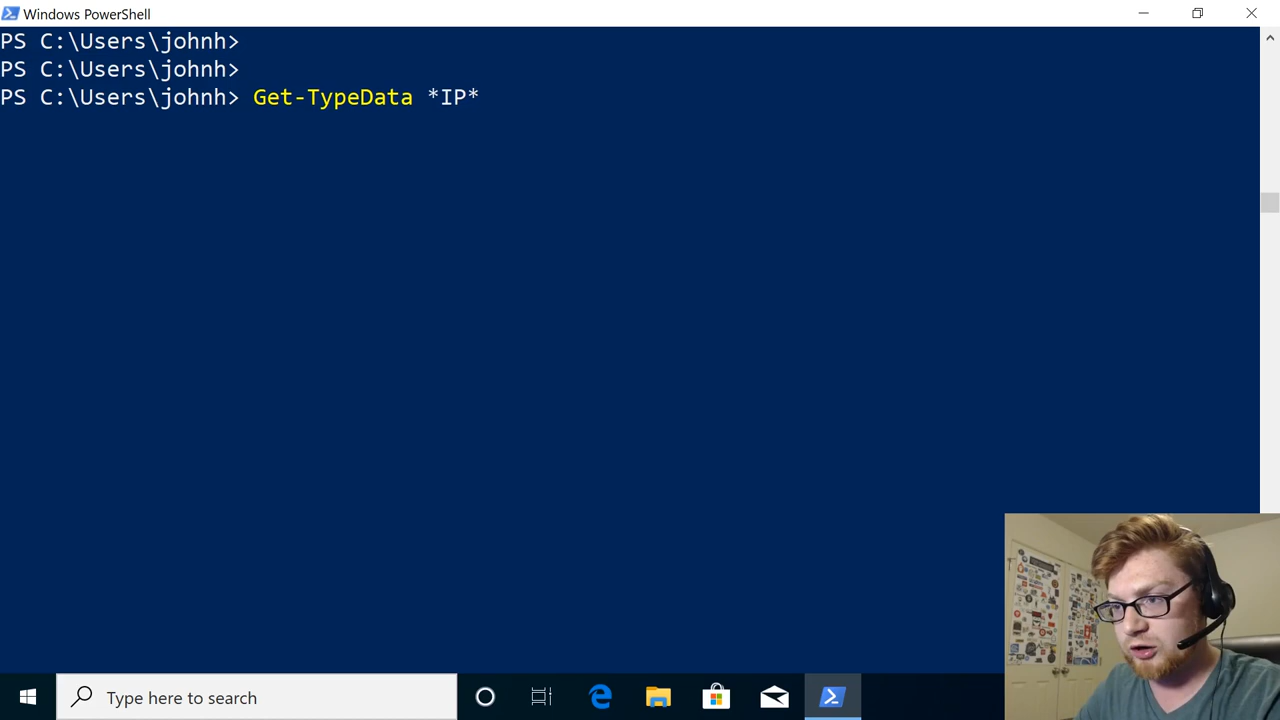 Windows PowerShell
PS C:\Users\johnh>
PS C:\Users\johnh>
PS C:\Users\johnh> Get-TypeData *IP*
Type here to search